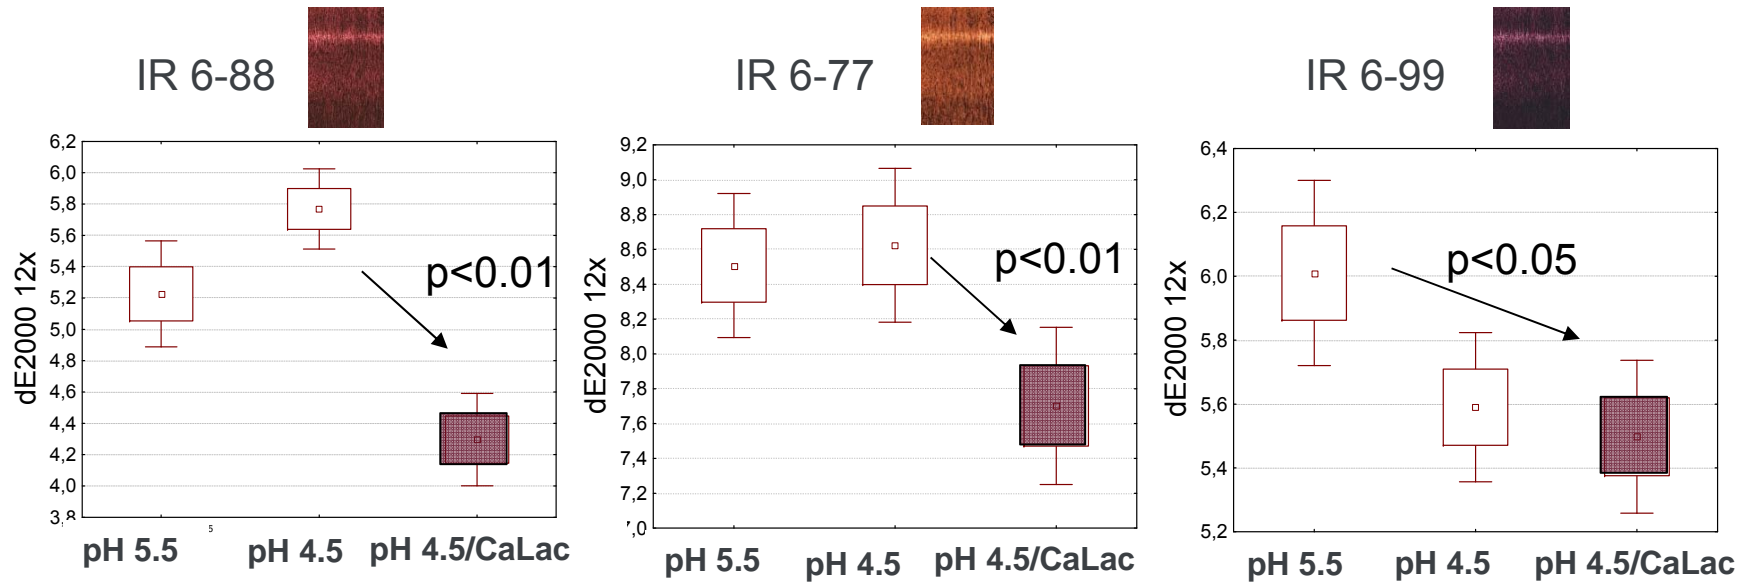 IR 6-88
IR 6-77
IR 6-99
6,2
6,0
5,8
5,6
5,4
5,2
5,0
4,8
4,6
4,4
4,2
4,0
3,8
dE2000 12x
p<0.01
5
pH 5.5
pH 4.5
pH 4.5/CaLac
9,2
9,0
8,8
8,6
8,4
8,2
8,0
7,8
7,6
7,4
7,2
7,0
dE2000 12x
p<0.01
pH 5.5
pH 4.5
pH 4.5/CaLac
6,4
6,2
6,0
5,8
5,6
5,4
5,2
dE2000 12x
p<0.05
pH 5.5
pH 4.5
pH 4.5/CaLac